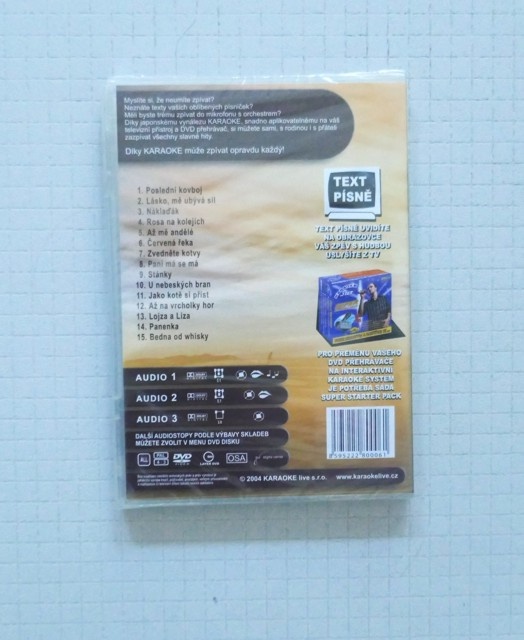 Myslíte si, že neumíte zpívat?
Neznáte texty vašich oblíbených písniček?
Měli byste trému zpívat do mikrofonu s orchestrem?
Díky japonskému vynálezu KARAOKE, snadno aplikovatelnému na váš
televizní přístroj a DVD přehrávač, si můžete sami, s rodinou i s přáteli
zazpívat všechny slavné hity.
Díky KARAOKE může zpívat opravdu každý!
1. Poslední kovboj
2. Lásko, mě ubývá sil
3. Náklaďák
4. Rosa na kolejích
5. Až mě andělé
6. Červená řeka
7. Zvedněte kotvy
8. Paní má se má
9. Stánky
10. U nebeských bran
11. Jako kotě si příst
12. Až na vrcholky hor
13. Lojza a Líza
14. Panenka
15. Bedna od whisky
TEXT
PÍSNĚ
TEXT PÍSNĚ UVIDÍTE
NA OBRAZOVCE
VÁŠ ZPĚV S HUDBOU
USLYŠÍTE Z TV
PRO PŘEMĚNU VAŠEHO
DVD PŘEHRÁVAČE
NA INTERAKTIVNÍ
KARAOKE SYSTÉM
JE POTŘEBA SADA
SUPER STARTER PACK
AUDIO 1
AUDIO 2
AUDIO 3
DALŠÍ AUDIOSTOPY PODLE VÝBAVY SKLADEB
MŮŽETE ZVOLIT V MENU DVD DISKU
ALL
PAL
DVD
OSA
8595222800061
© 2004 KARAOKE live s.r.o.
www.karaokelive.cz